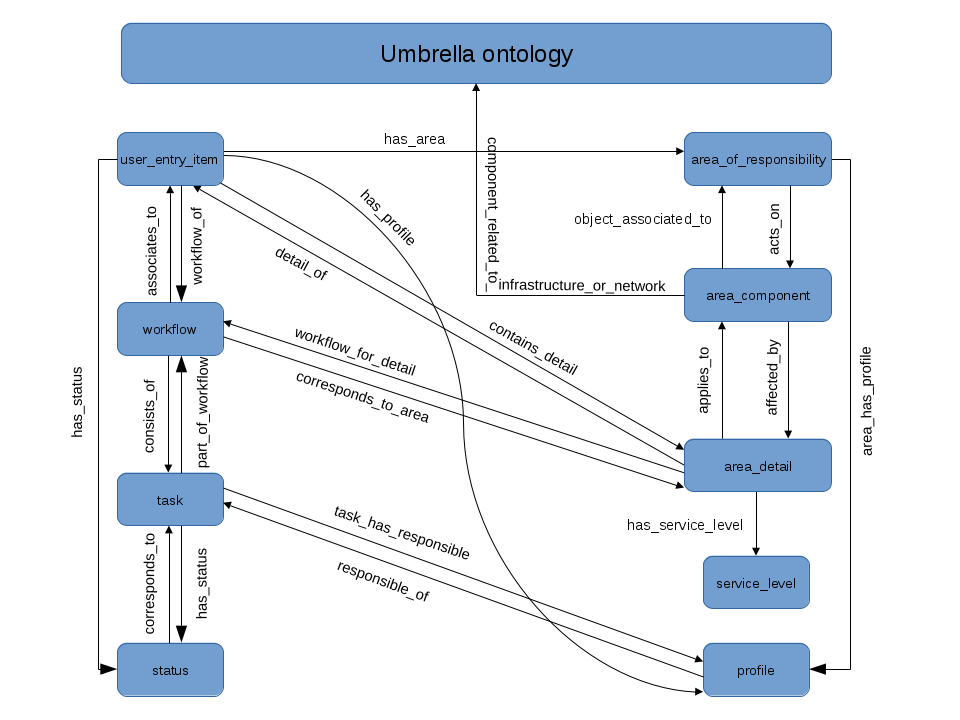 Umbrella ontology
user_entry_item
has_area
area_of_responsibility
has_profile
component_related_to_
associates_to
workflow_of
object_associated_to
acts_on
detail_of
infrastructure_or_network
area_component
workflow
workflow_for_detail
contains_detail
corresponds_to_area
applies_to
affected_by
has_status
area_has_profile
consists_of
part_of_workflow
area_detail
task
task_has_responsible
has_service_level
corresponds_to
has_status
responsible_of
service_level
status
profile